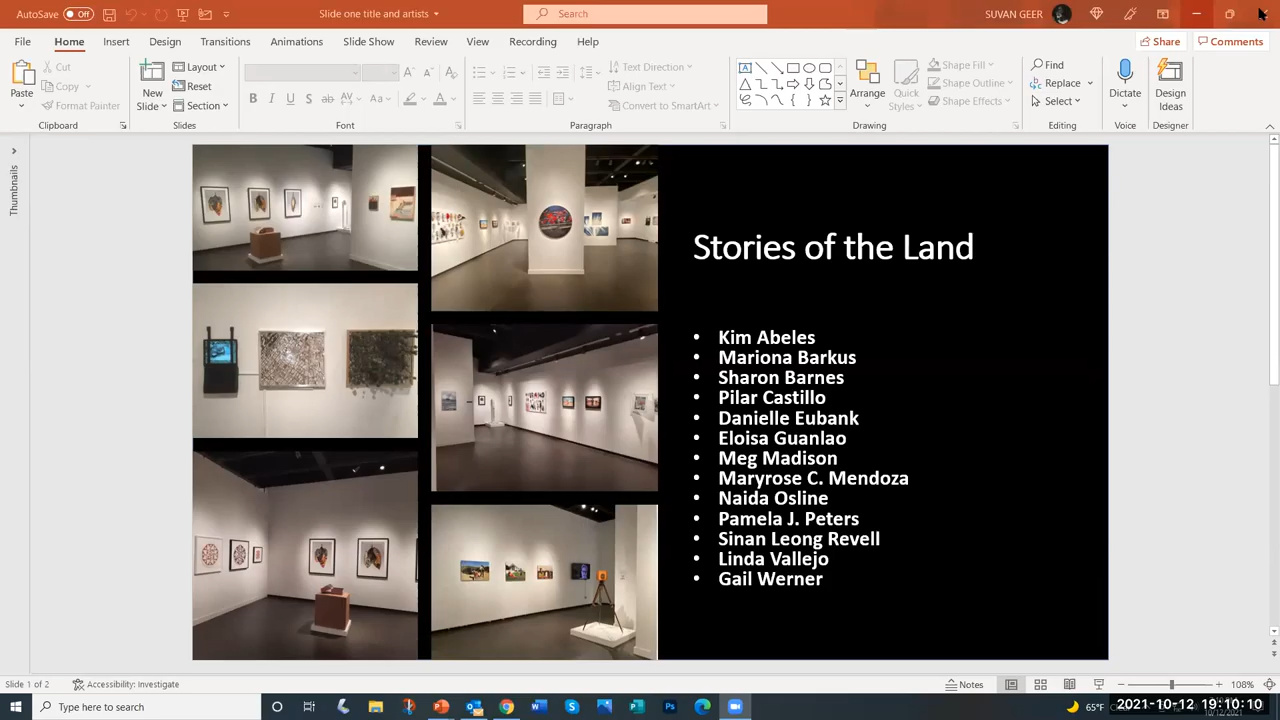 AutoSave Off Slide one title and artists Search SUVAN GEER
File Home Insert Design Transitions Animations Slide Show Review View Recording Help Share Comments
Paste Cut Copy Format Painter
Clipboard
New Slide Layout Reset Section
Slides
B I U S ab AV Aa A
Font
Text Direction
Align Text
Convert to SmartArt
Paragraph
Arrange Quick Styles Shape Fill Shape Outline Shape Effects
Drawing
Find
Replace
Select
Editing
Dictate
Voice
Design Ideas
Designer
Thumbnails
Stories of the Land
• Kim Abeles
• Mariona Barkus
• Sharon Barnes
• Pilar Castillo
• Danielle Eubank
• Eloisa Guanlao
• Meg Madison
• Maryrose C. Mendoza
• Naida Osline
• Pamela J. Peters
• Sinan Leong Revell
• Linda Vallejo
• Gail Werner
Slide 1 of 2 Accessibility: Investigate Notes 108%
Type here to search 65°F 2021-10-12 19:10:10